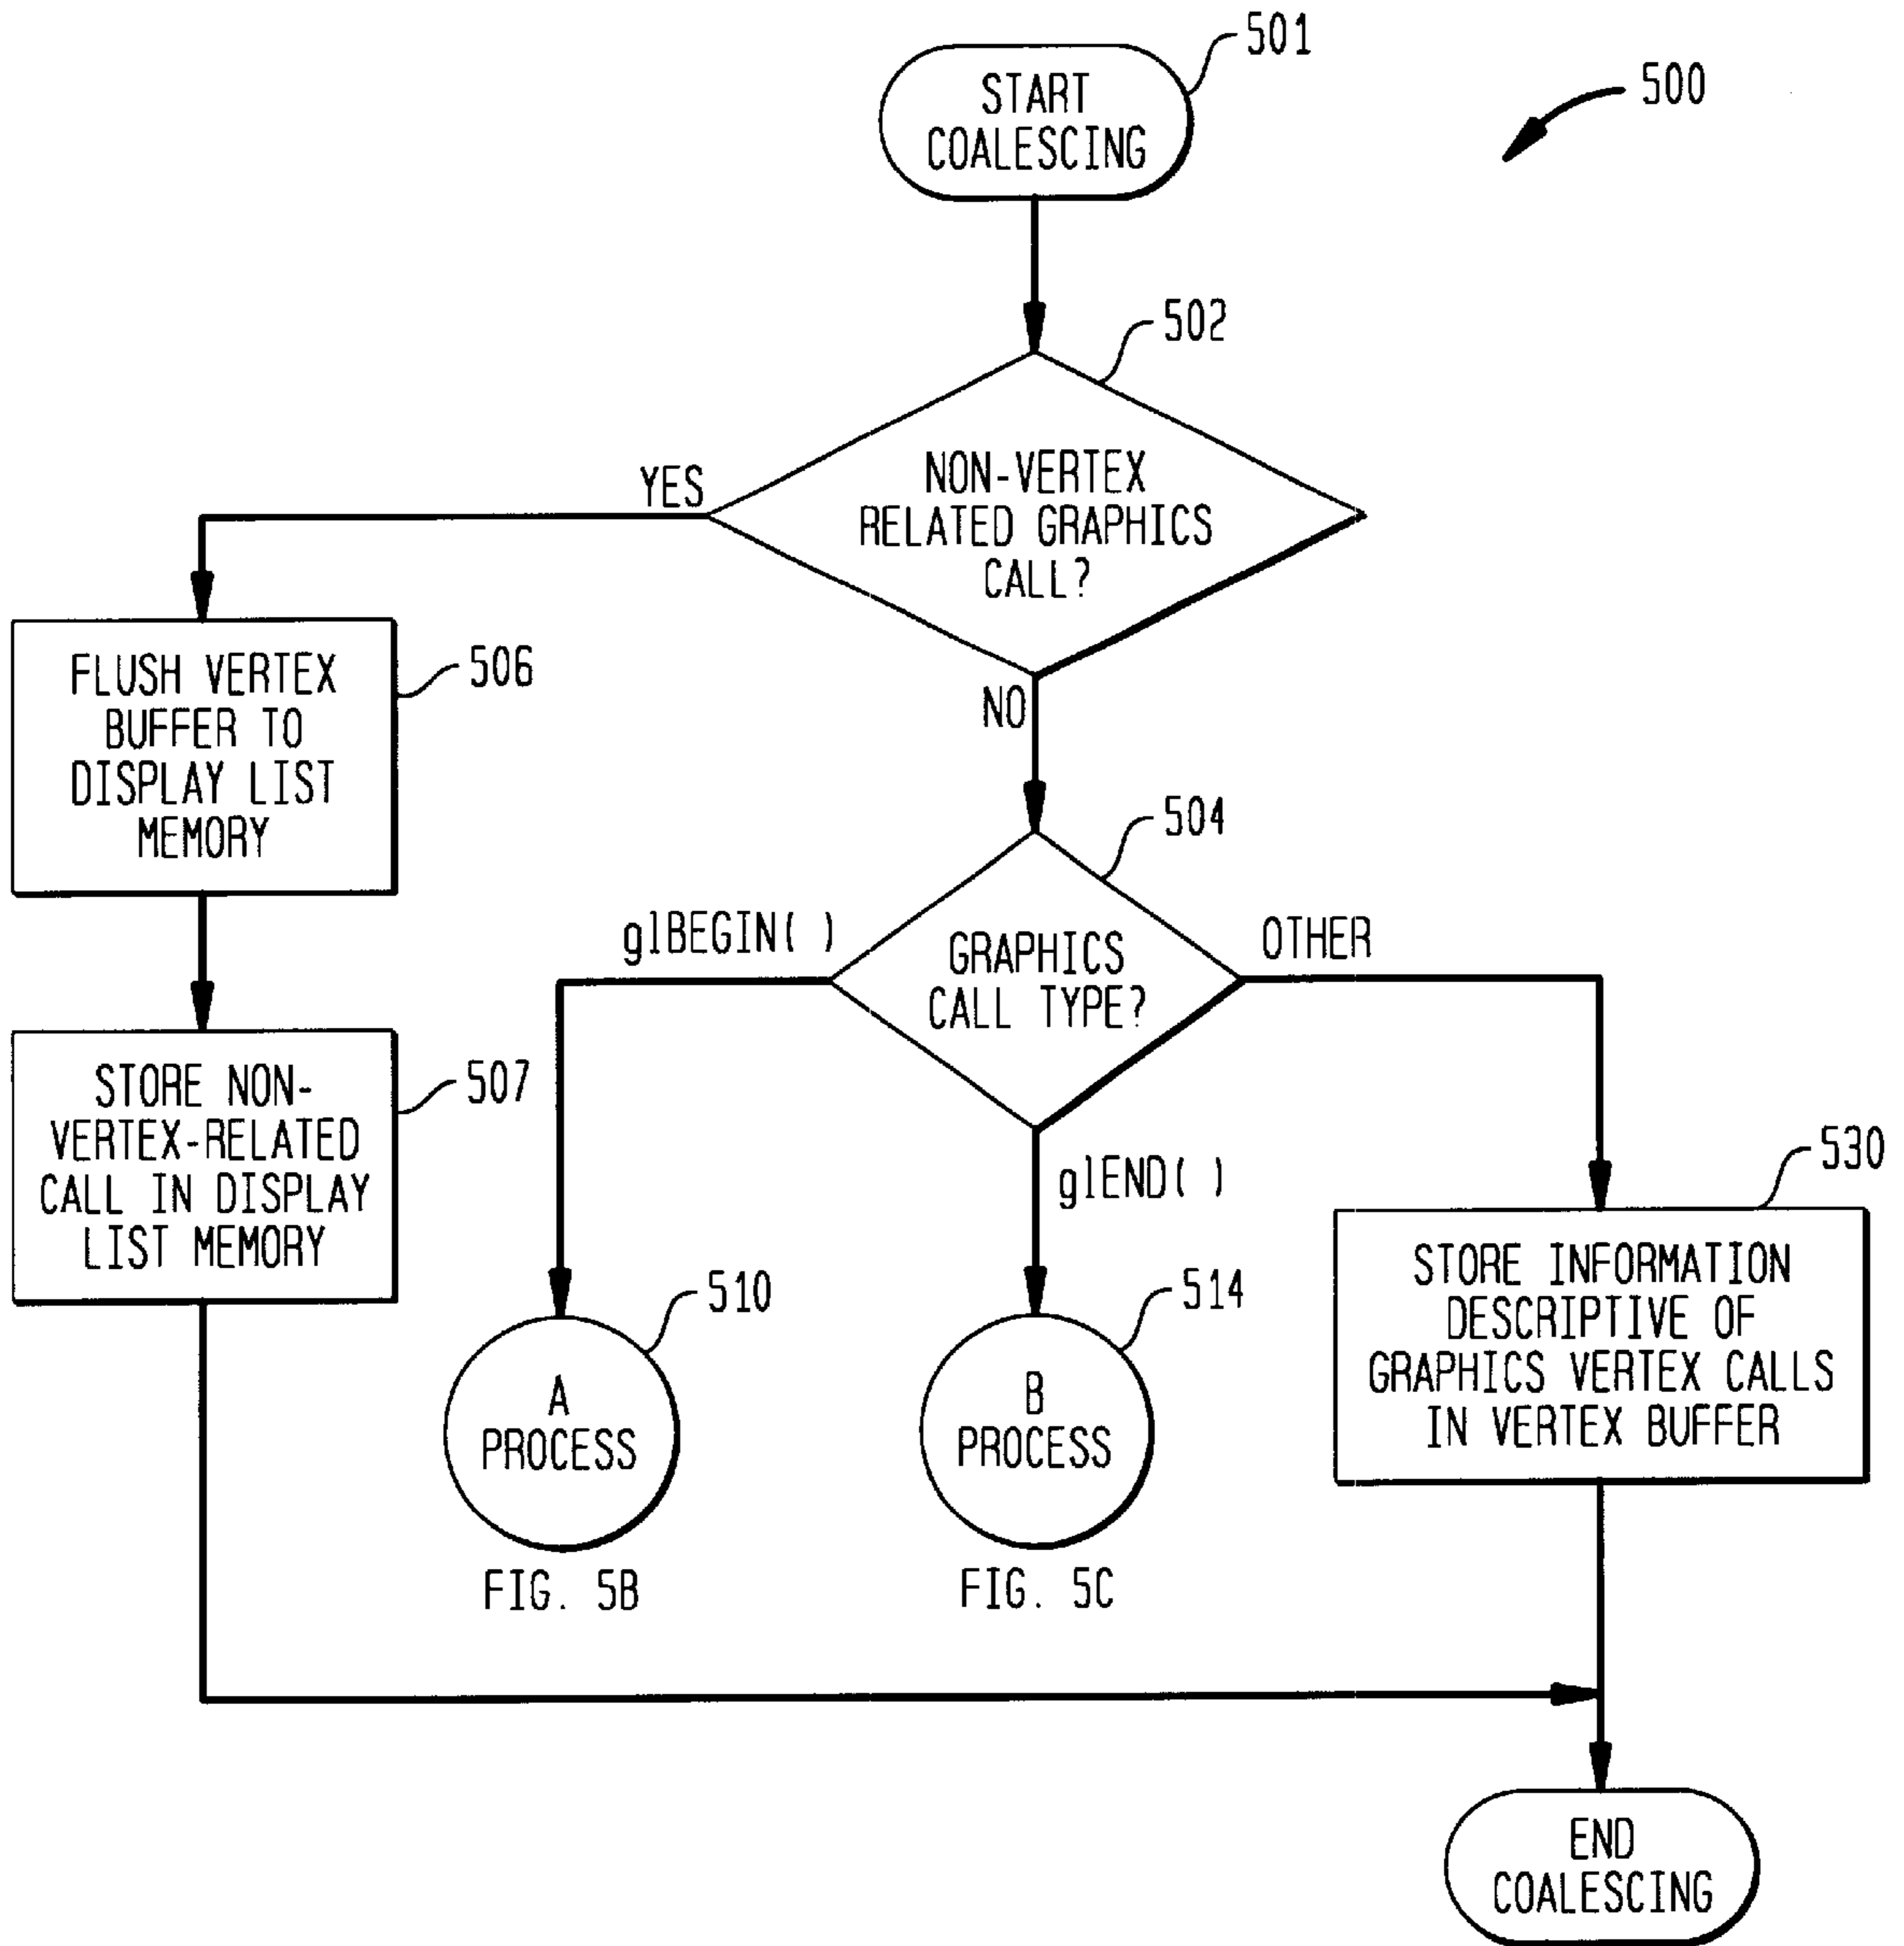 501
START
COALESCING
500
502
NON-VERTEX
RELATED GRAPHICS
CALL?
YES
NO
FLUSH VERTEX
BUFFER TO
DISPLAY LIST
MEMORY
506
504
GRAPHICS
CALL TYPE?
glBEGIN( )
OTHER
glEND( )
STORE NON-
VERTEX-RELATED
CALL IN DISPLAY
LIST MEMORY
507
530
STORE INFORMATION
DESCRIPTIVE OF
GRAPHICS VERTEX CALLS
IN VERTEX BUFFER
510
A
PROCESS
FIG. 5B
514
B
PROCESS
FIG. 5C
END
COALESCING